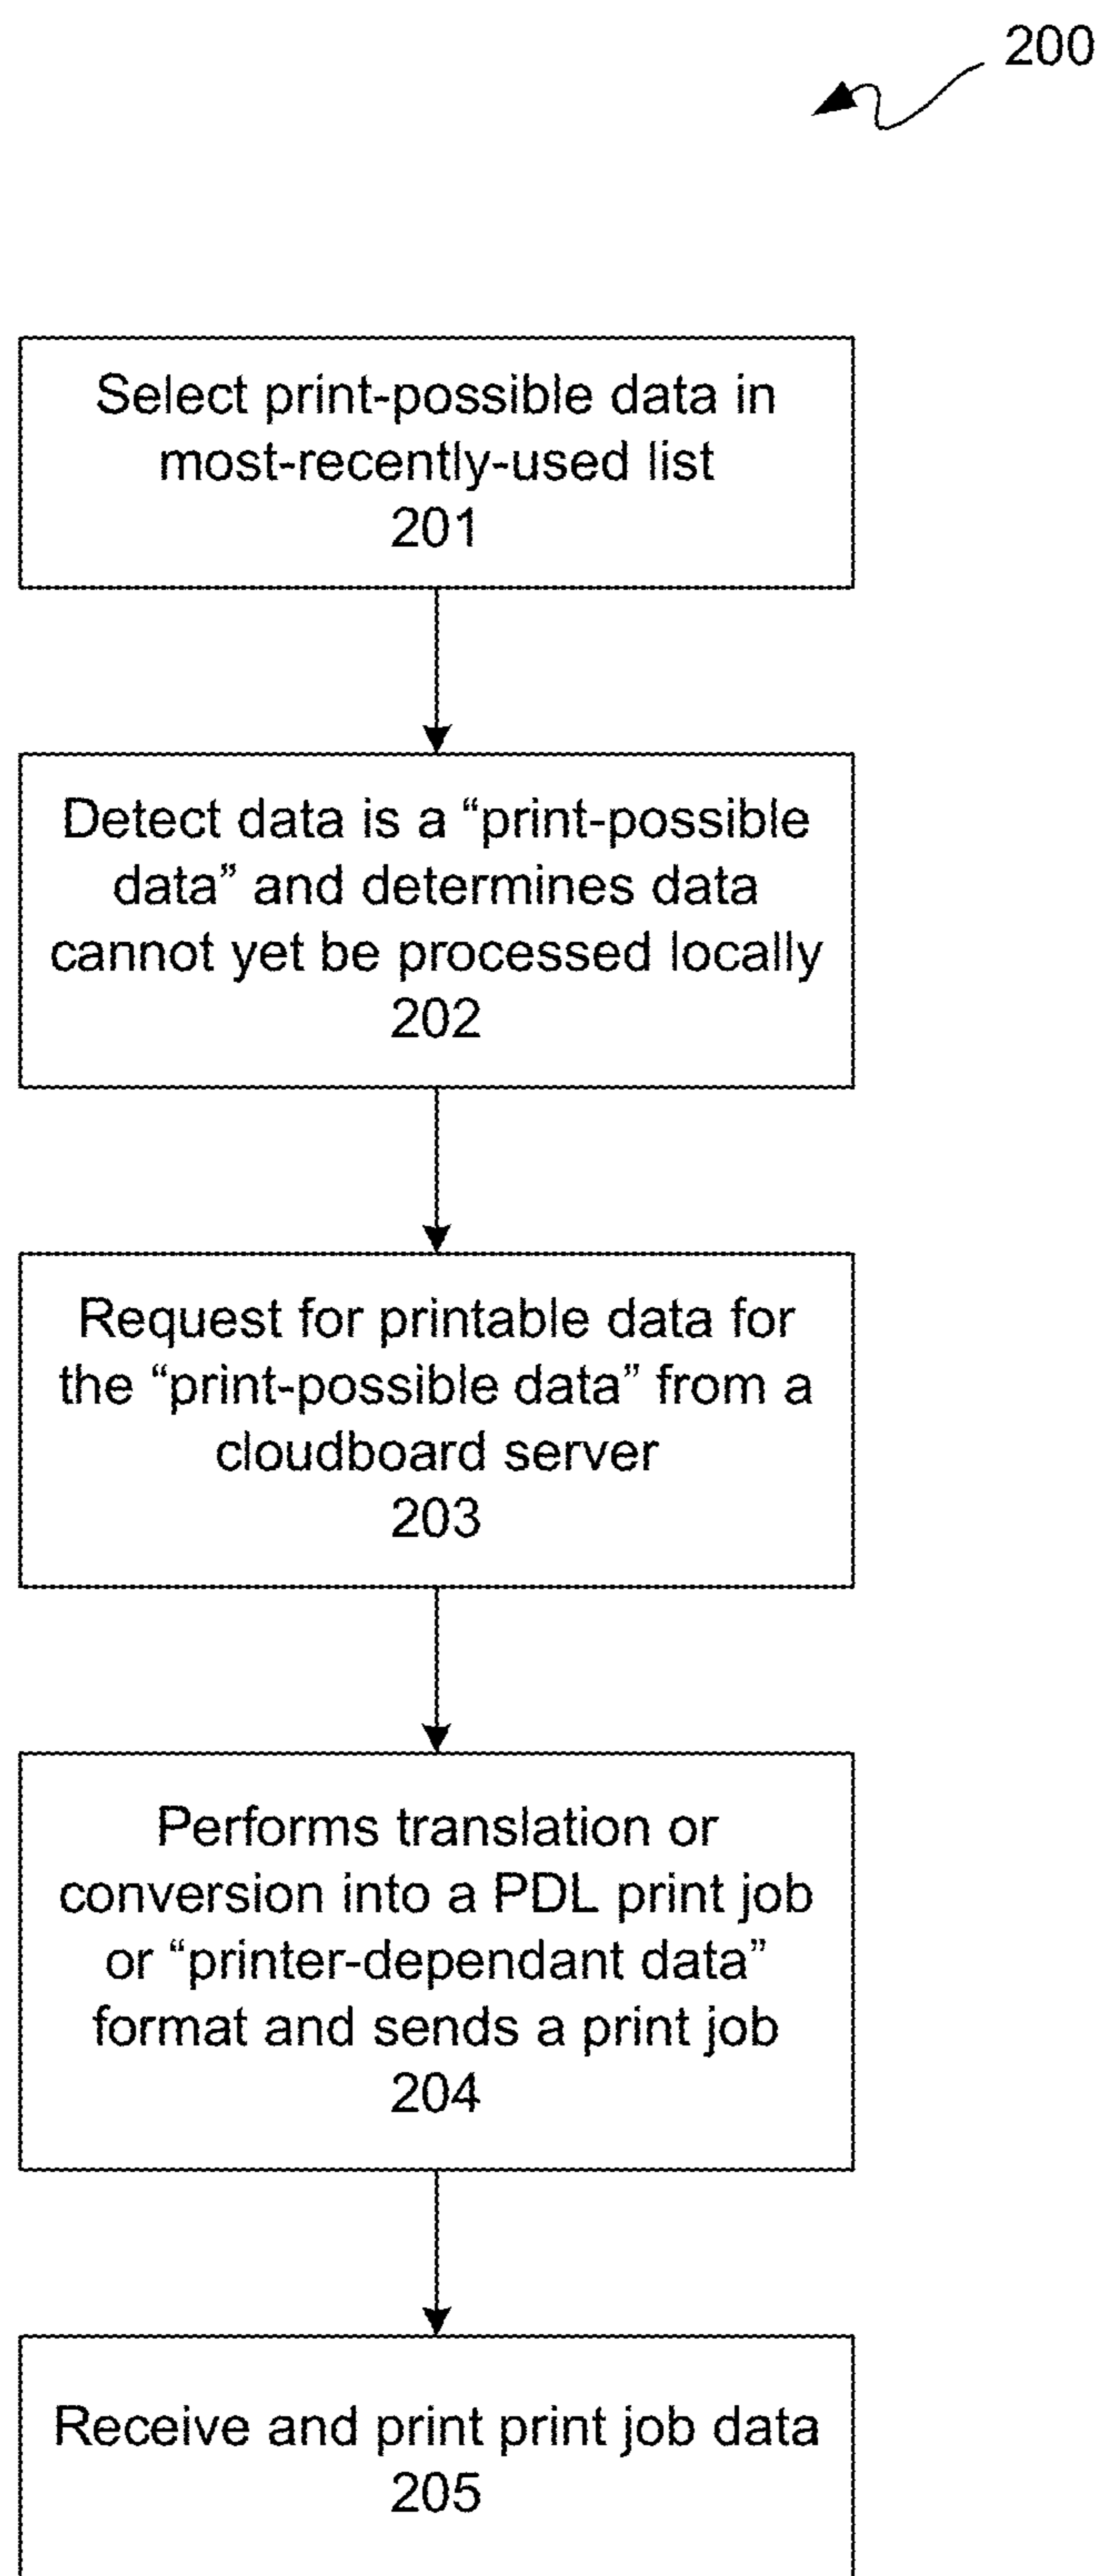 200
Select print-possible data in
most-recently-used list
201
Detect data is a “print-possible
data” and determines data
cannot yet be processed locally
202
Request for printable data for
the “print-possible data” from a
cloudboard server
203
Performs translation or
conversion into a PDL print job
or “printer-dependant data”
format and sends a print job
204
Receive and print print job data
205